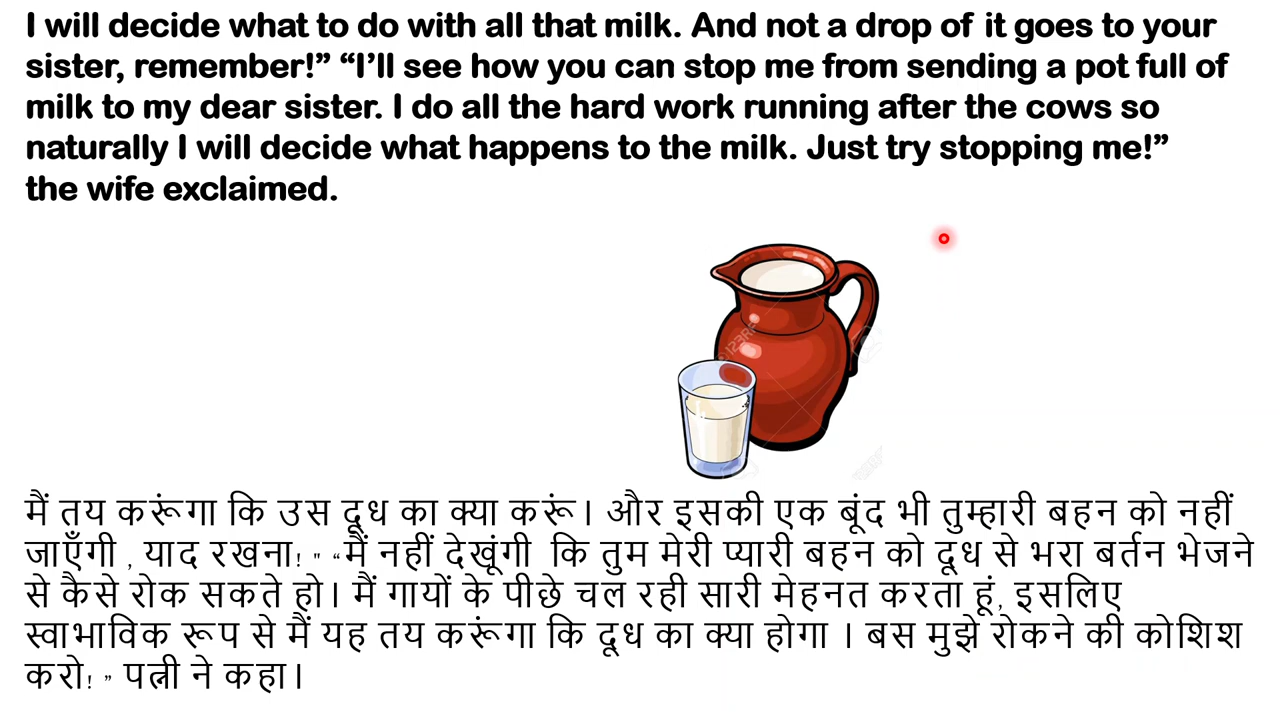 I will decide what to do with all that milk. And not a drop of it goes to your
sister, remember!” “I’ll see how you can stop me from sending a pot full of
milk to my dear sister. I do all the hard work running after the cows so
naturally I will decide what happens to the milk. Just try stopping me!”
the wife exclaimed.
123RF
मैं तय करूंगा कि उस दूध का क्या करूं। और इसकी एक बूंद भी तुम्हारी बहन को नहीं
जाएँगी , याद रखना! " “मैं नहीं देखूंगी कि तुम मेरी प्यारी बहन को दूध से भरा बर्तन भेजने
से कैसे रोक सकते हो। मैं गायों के पीछे चल रही सारी मेहनत करता हूं, इसलिए
स्वाभाविक रूप से मैं यह तय करूंगा कि दूध का क्या होगा । बस मुझे रोकने की कोशिश
करो! ” पत्नी ने कहा।